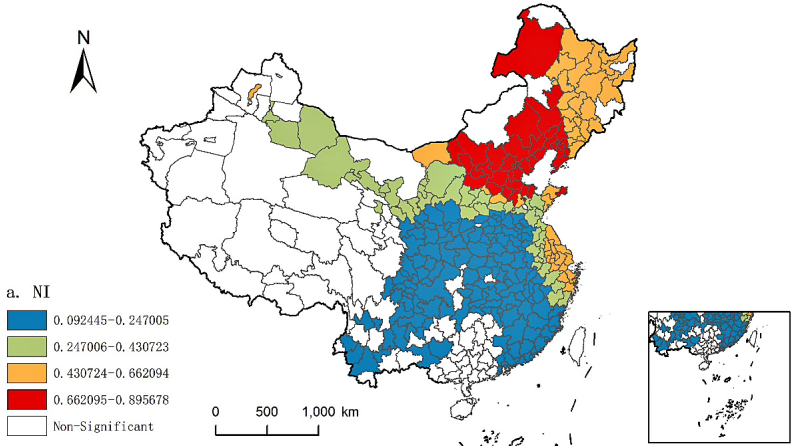 N
a. NI
0.092445-0.247005
0.247006-0.430723
0.430724-0.662094
0.662095-0.895678
Non-Significant
0 500 1,000 km